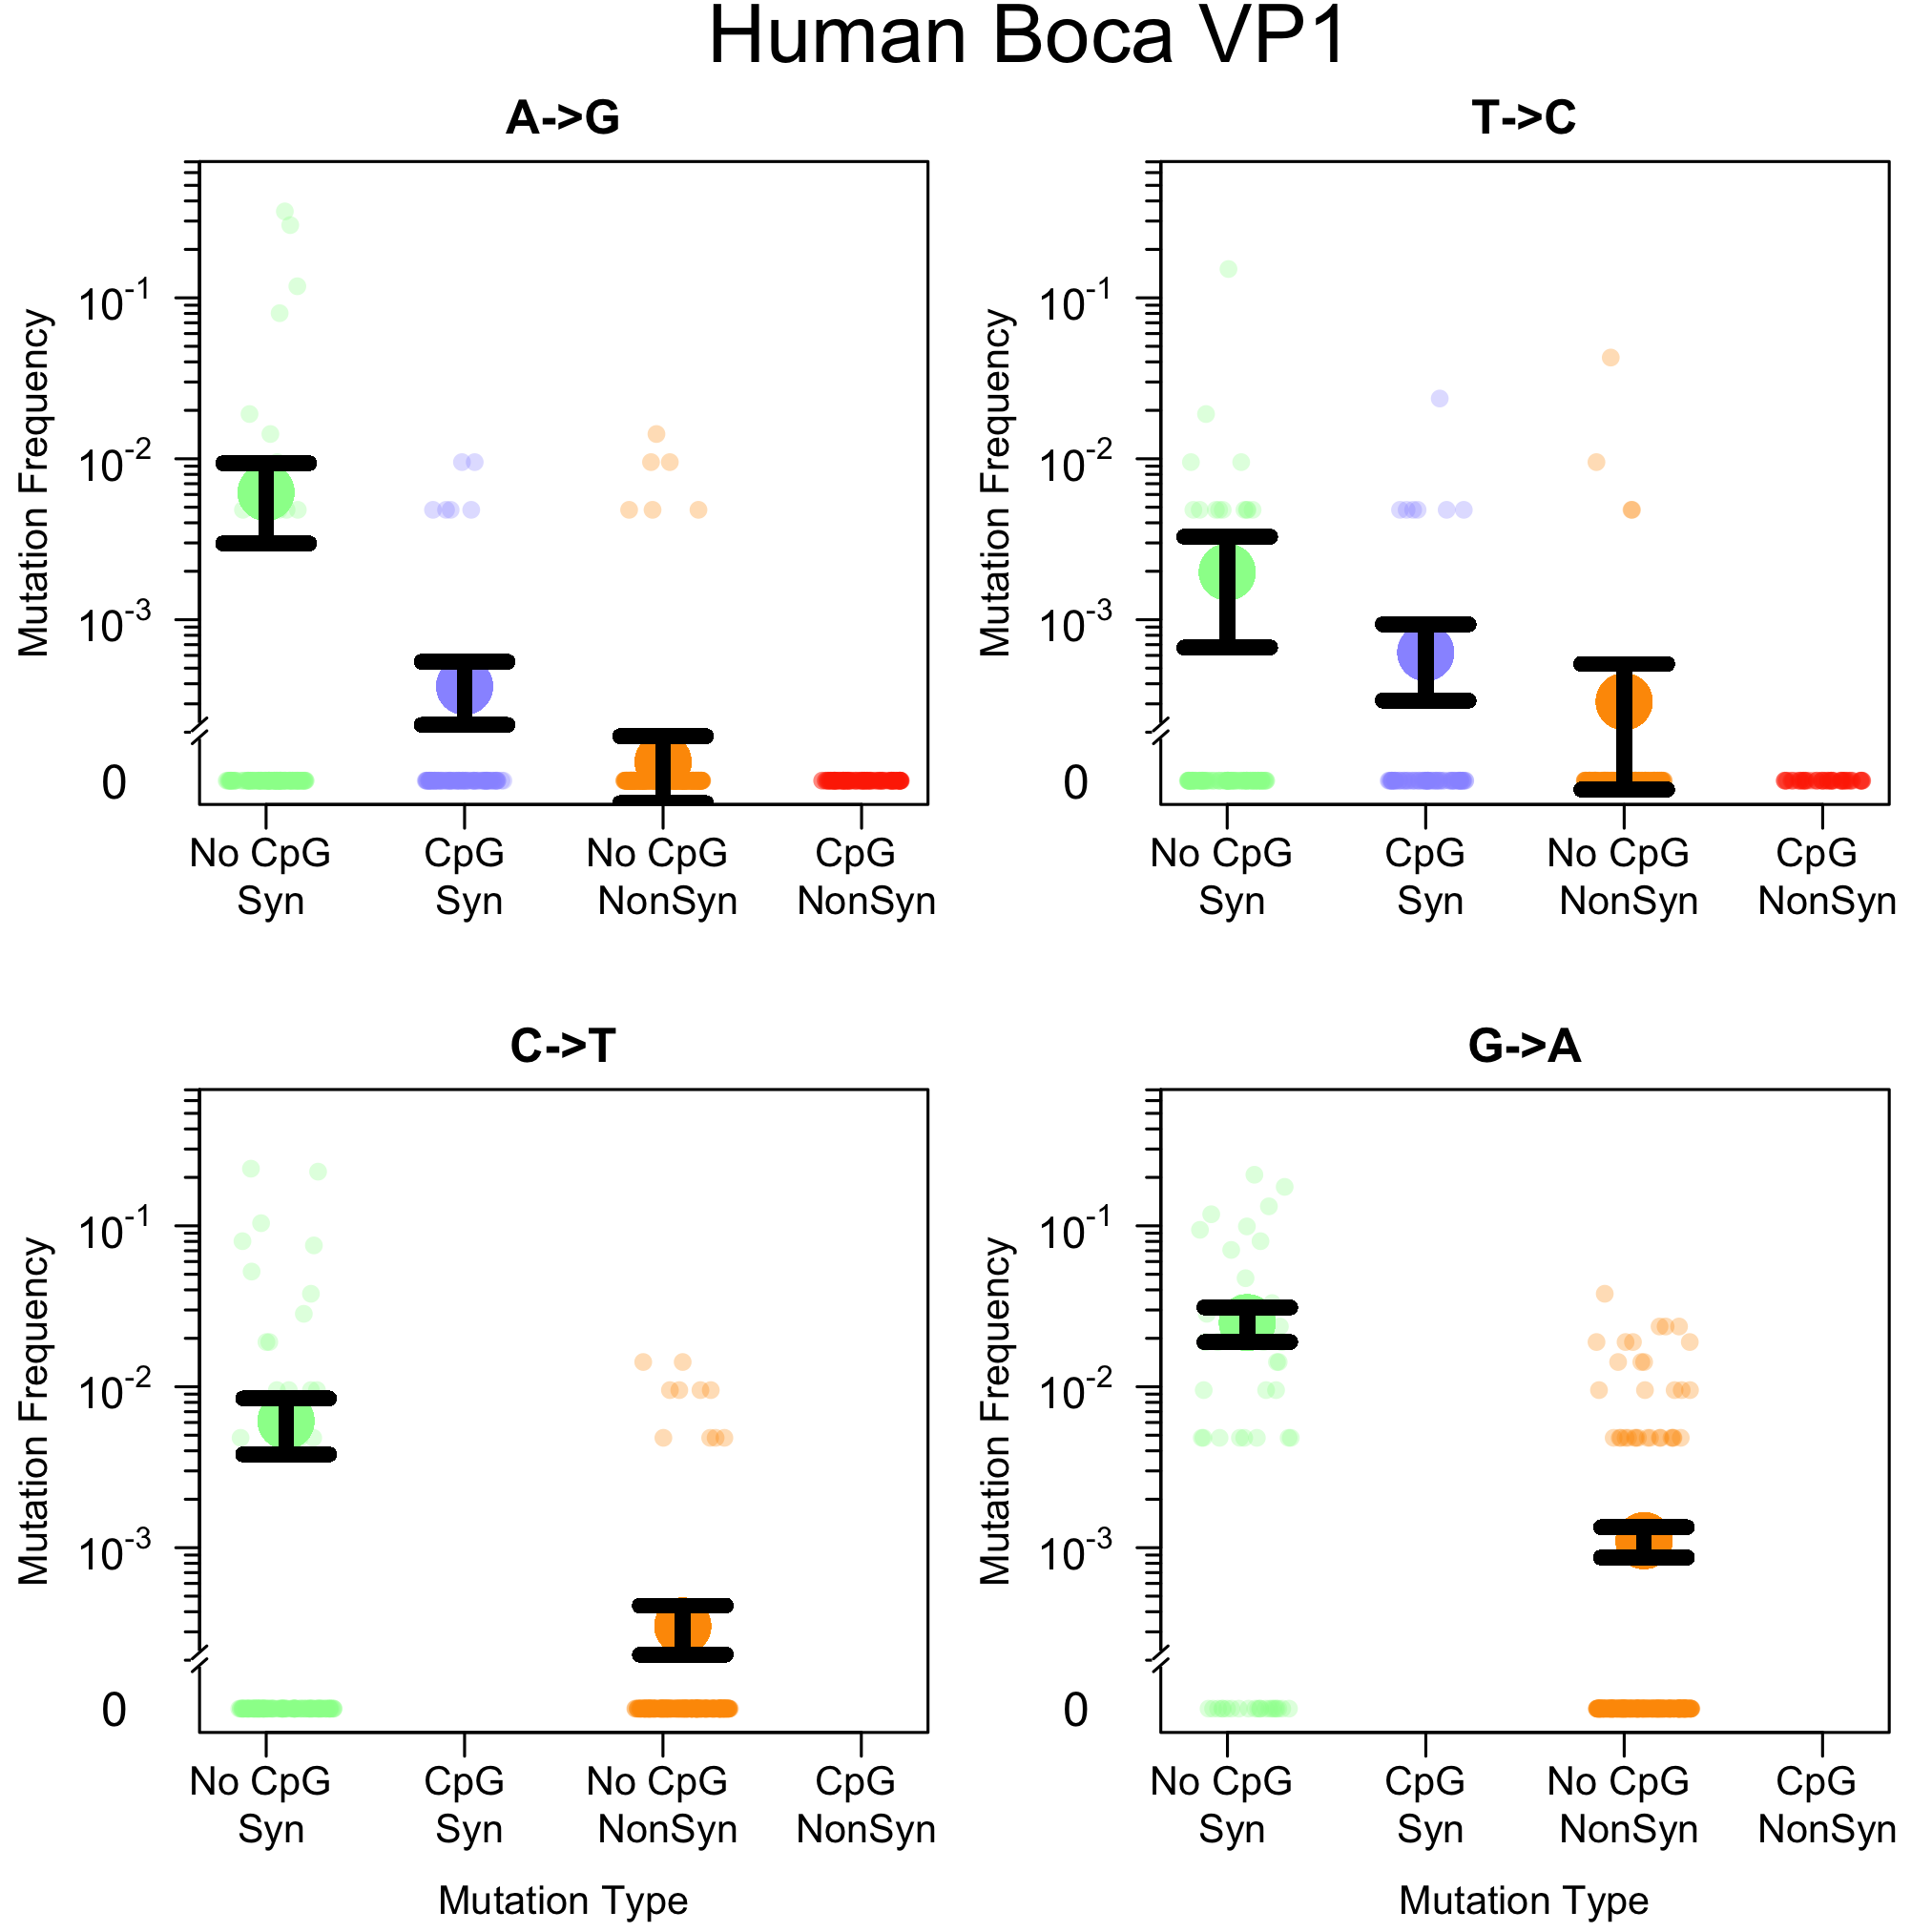 Human Boca VP1
A->G
Mutation Frequency
10^-1
10^-2
10^-3
0
No CpG CpG No CpG CpG
Syn Syn NonSyn NonSyn
T->C
Mutation Frequency
10^-1
10^-2
10^-3
0
No CpG CpG No CpG CpG
Syn Syn NonSyn NonSyn
C->T
Mutation Frequency
10^-1
10^-2
10^-3
0
No CpG CpG No CpG CpG
Syn Syn NonSyn NonSyn
Mutation Type
G->A
Mutation Frequency
10^-1
10^-2
10^-3
0
No CpG CpG No CpG CpG
Syn Syn NonSyn NonSyn
Mutation Type